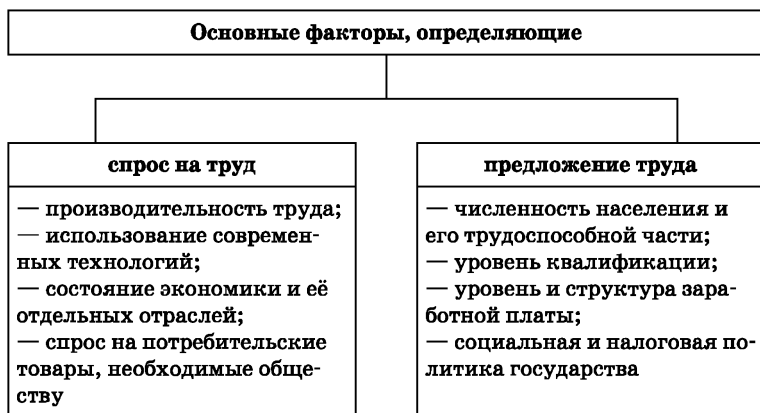 Основные факторы, определяющие
спрос на труд
— производительность труда;
— использование современ-
ных технологий;
— состояние экономики и её
отдельных отраслей;
— спрос на потребительские
товары, необходимые обще-
ству
предложение труда
— численность населения и
его трудоспособной части;
— уровень квалификации;
— уровень и структура зара-
ботной платы;
— социальная и налоговая по-
литика государства